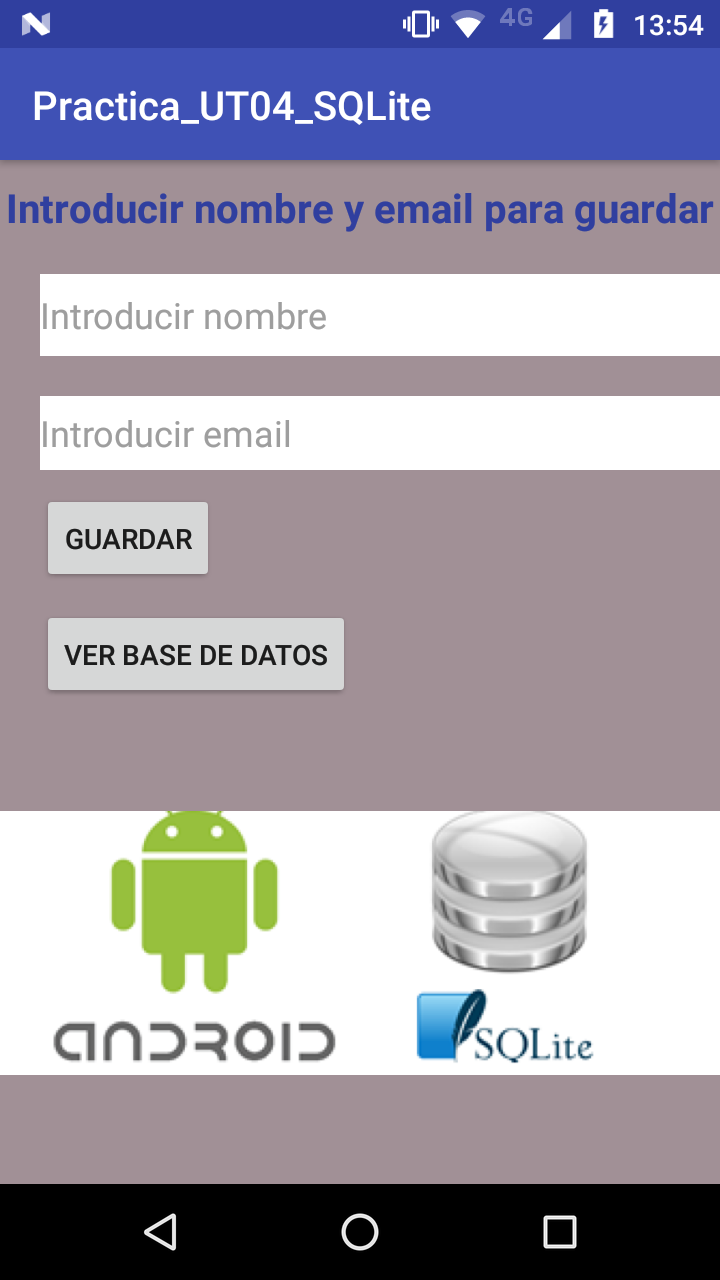 4G 13:54
Practica_UT04_SQLite
Introducir nombre y email para guardar
Introducir nombre
Introducir email
GUARDAR
VER BASE DE DATOS
ANDROID SQLite